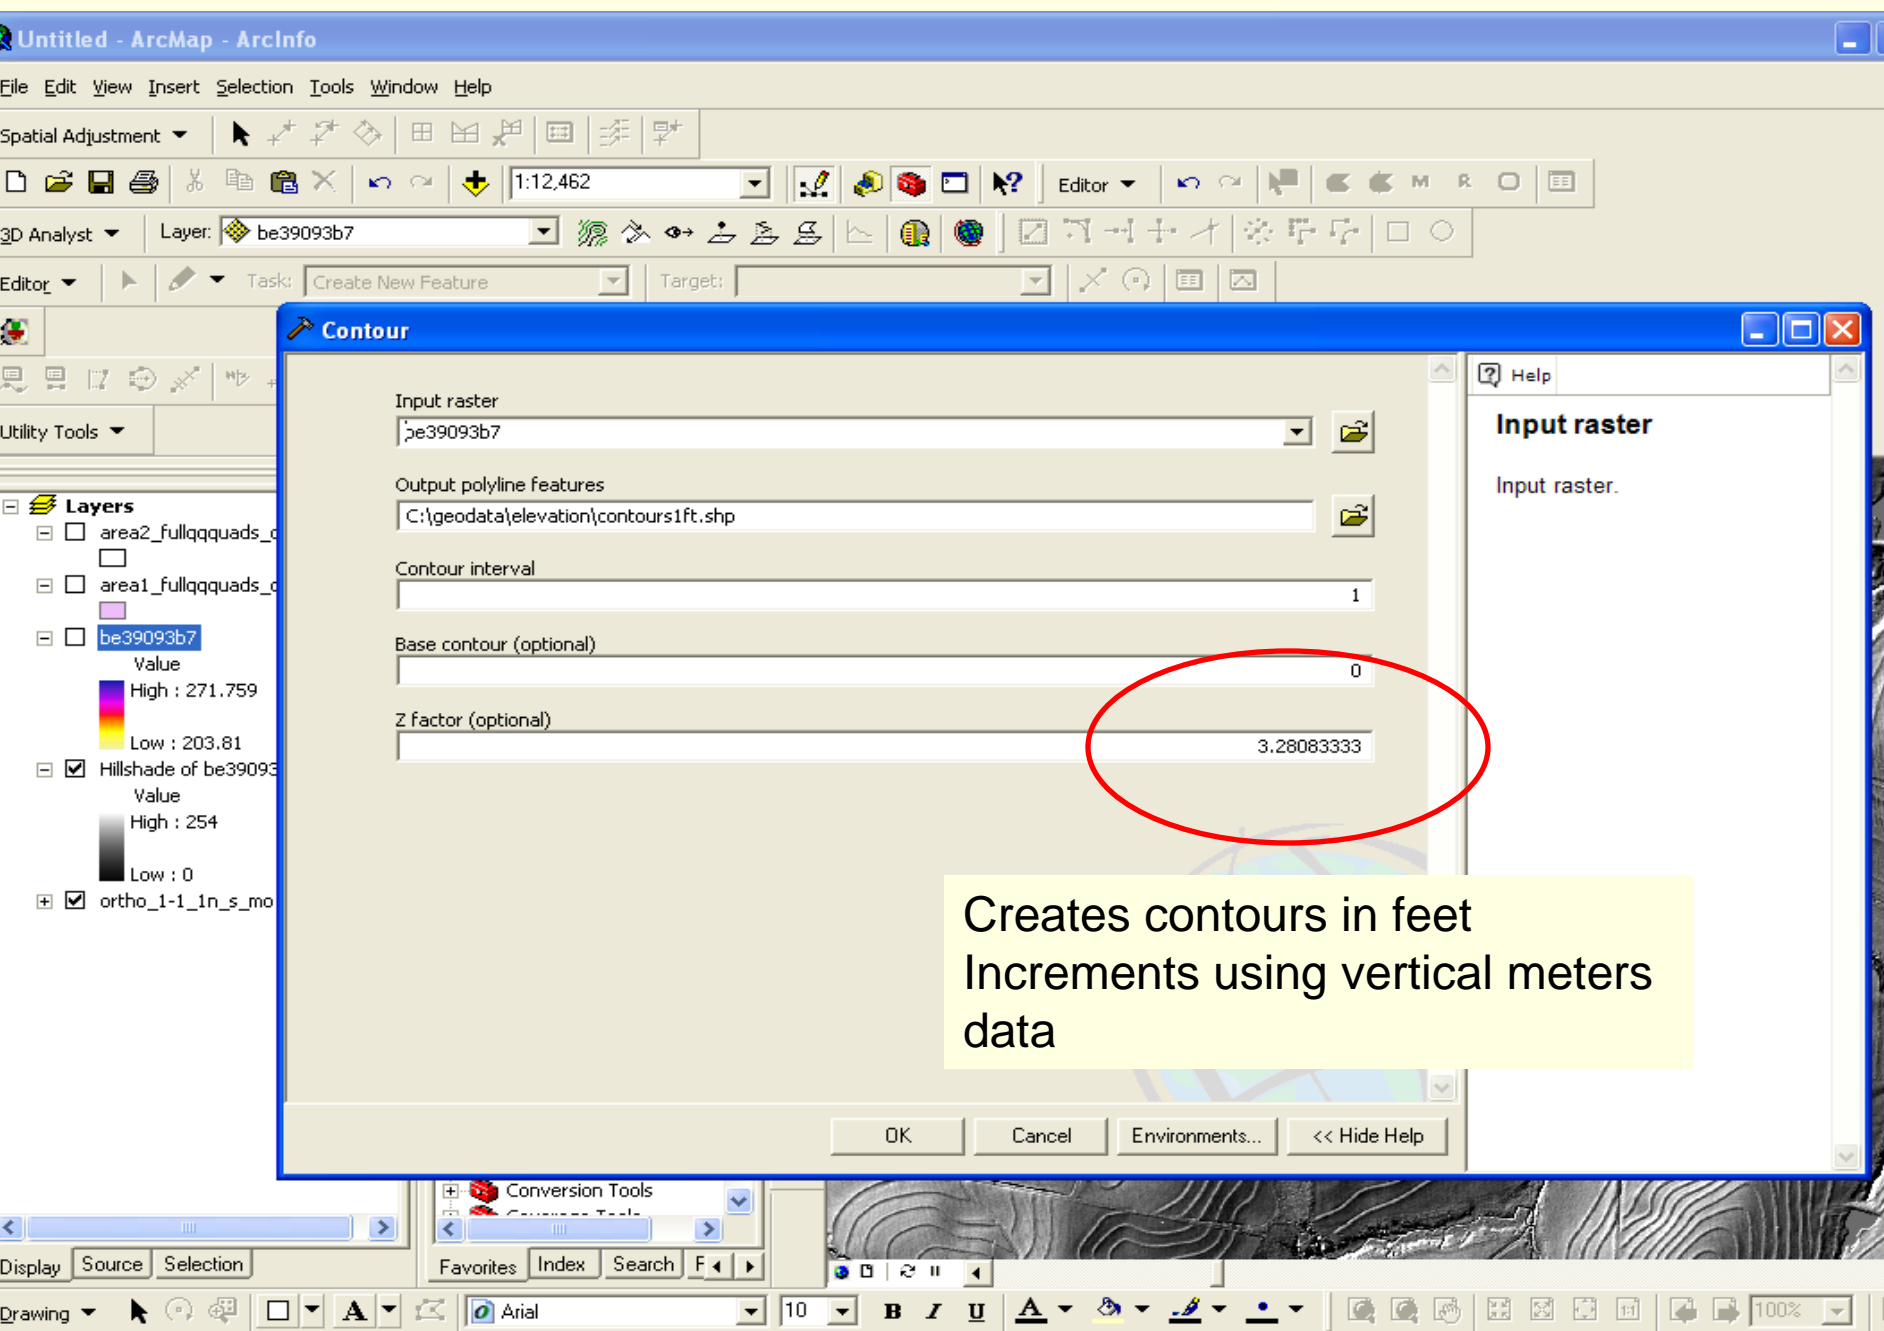 Untitled - ArcMap - ArcInfo
File Edit View Insert Selection Tools Window Help
Spatial Adjustment
1:12,462
Editor
M R
3D Analyst Layer: be39093b7
Editor Task: Create New Feature Target:
Contour
Utility Tools
Input raster
be39093b7
Output polyline features
C:\geodata\elevation\contours1ft.shp
Contour interval
1
Base contour (optional)
0
Z factor (optional)
3.28083333
Help
Input raster
Input raster.
Layers
area2_fullqqquads_
area1_fullqqquads_
be39093b7
Value
High : 271.759
Low : 203.81
Hillshade of be39093
Value
High : 254
Low : 0
ortho_1-1_1n_s_mo
Creates contours in feet
Increments using vertical meters
data
OK Cancel Environments... << Hide Help
Conversion Tools
Display Source Selection
Favorites Index Search
Drawing A Arial 10 B I U A 100%